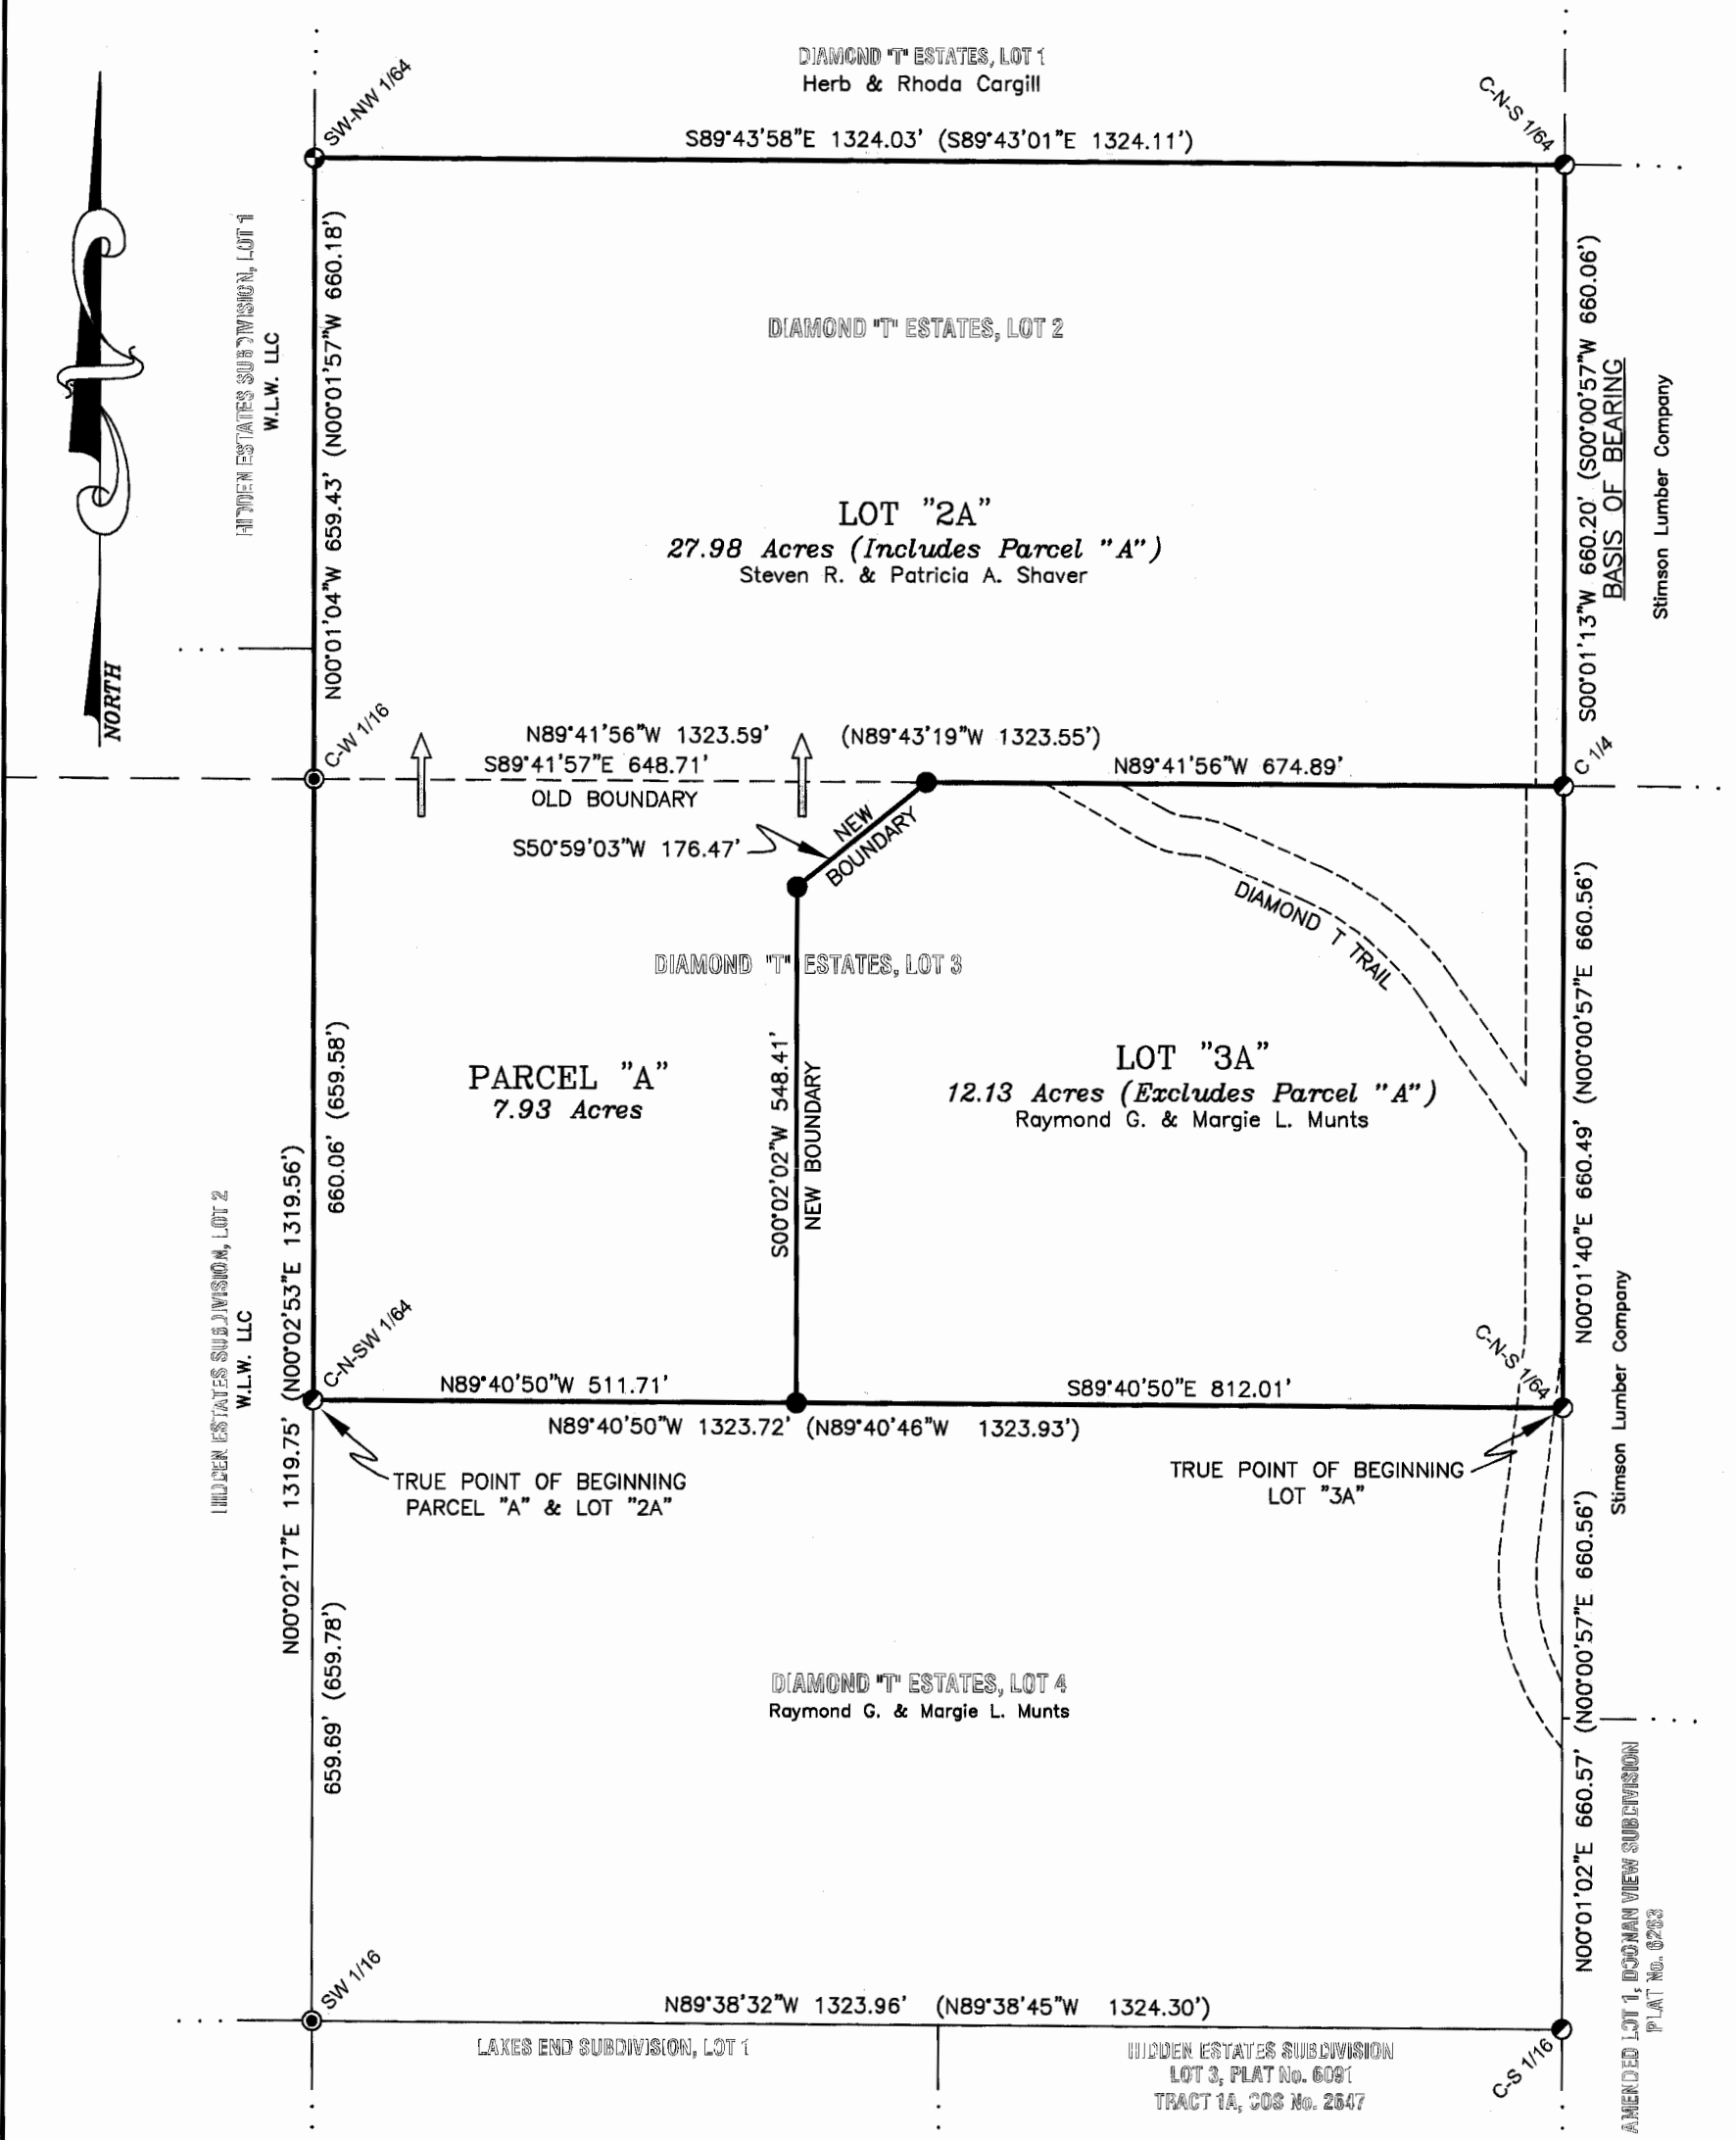 DIAMOND "T" ESTATES, LOT 1
Herb & Rhoda Cargill
SW-NW 1/64
C-N-S 1/64
S89°43'58"E 1324.03' (S89°43'01"E 1324.11')
HIDDEN ESTATES SUBDIVISION, LOT 1
W.L.W. LLC
N00°01'04"W 659.43' (N00°01'57"W 660.18')
DIAMOND "T" ESTATES, LOT 2
S00°01'13"W 660.20' (S00°00'57"W 660.06')
BASIS OF BEARING
Stimson Lumber Company
LOT "2A"
27.98 Acres (Includes Parcel "A")
Steven R. & Patricia A. Shaver
NORTH
C-W 1/16
N89°41'56"W 1323.59' (N89°43'19"W 1323.55')
S89°41'57"E 648.71'
N89°41'56"W 674.89'
C 1/4
OLD BOUNDARY
NEW
BOUNDARY
S50°59'03"W 176.47'
DIAMOND T TRAIL
DIAMOND "T" ESTATES, LOT 3
N00°01'40"E 660.49' (N00°00'57"E 660.56')
660.06' (659.58')
PARCEL "A"
7.93 Acres
S00°02'02"W 548.41'
NEW BOUNDARY
LOT "3A"
12.13 Acres (Excludes Parcel "A")
Raymond G. & Margie L. Munts
HIDDEN ESTATES SUBDIVISION, LOT 2
W.L.W. LLC
N00°02'17"E 1319.75' (N00°02'53"E 1319.56')
C-N-SW 1/64
C-N-S 1/64
Stimson Lumber Company
N89°40'50"W 511.71'
S89°40'50"E 812.01'
N89°40'50"W 1323.72' (N89°40'46"W 1323.93')
TRUE POINT OF BEGINNING
PARCEL "A" & LOT "2A"
TRUE POINT OF BEGINNING
LOT "3A"
659.69' (659.78')
DIAMOND "T" ESTATES, LOT 4
Raymond G. & Margie L. Munts
N00°01'02"E 660.57' (N00°00'57"E 660.56')
AMENDED LOT 1, DOONAN VIEW SUBDIVISION
PLAT No. 6263
SW 1/16
N89°38'32"W 1323.96' (N89°38'45"W 1324.30')
C-S 1/16
LAKES END SUBDIVISION, LOT 1
HIDDEN ESTATES SUBDIVISION
LOT 3, PLAT No. 6091
TRACT 1A, COS No. 2647